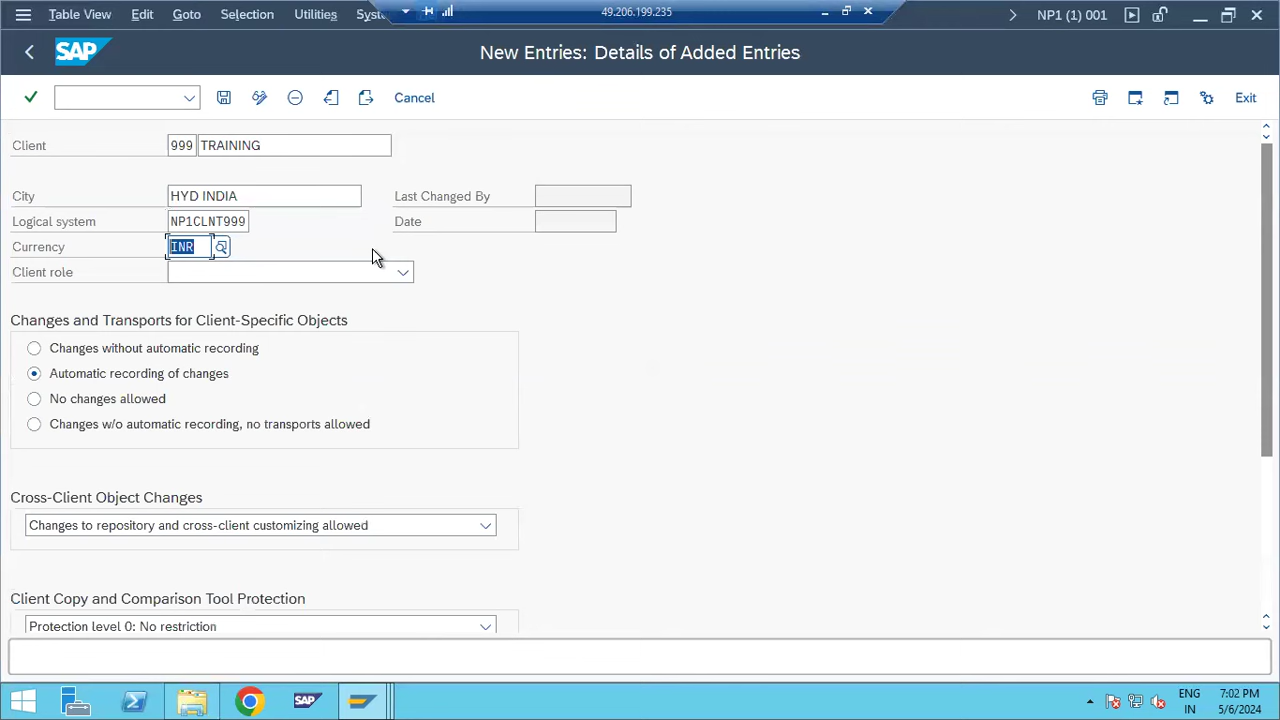 Table View Edit Goto Selection Utilities Syst 49.206.199.235 NP1 (1) 001
SAP New Entries: Details of Added Entries
Cancel Exit
Client 999 TRAINING
City HYD INDIA Last Changed By
Logical system NP1CLNT999 Date
Currency INR
Client role
Changes and Transports for Client-Specific Objects
Changes without automatic recording
Automatic recording of changes
No changes allowed
Changes w/o automatic recording, no transports allowed
Cross-Client Object Changes
Changes to repository and cross-client customizing allowed
Client Copy and Comparison Tool Protection
Protection level 0: No restriction
SAP ENG 7:02 PM
IN 5/6/2024